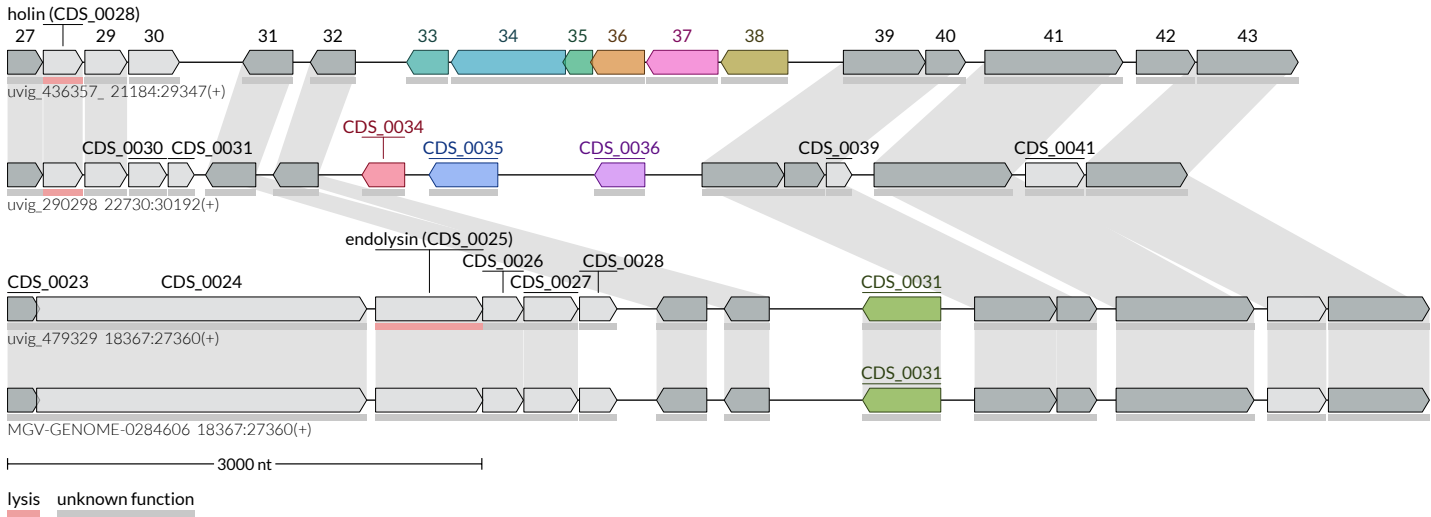 holin (CDS_0028)
27 29 30 31 32 33 34 35 36 37 38 39 40 41 42 43
uvig_436357_ 21184:29347(+)
CDS_0034
CDS_0030 CDS_0031 CDS_0035 CDS_0036 CDS_0039 CDS_0041
uvig_290298 22730:30192(+)
endolysin (CDS_0025)
CDS_0026 CDS_0028
CDS_0023 CDS_0024 CDS_0027 CDS_0031
uvig_479329 18367:27360(+)
CDS_0031
MGV-GENOME-0284606 18367:27360(+)
3000 nt
lysis unknown function